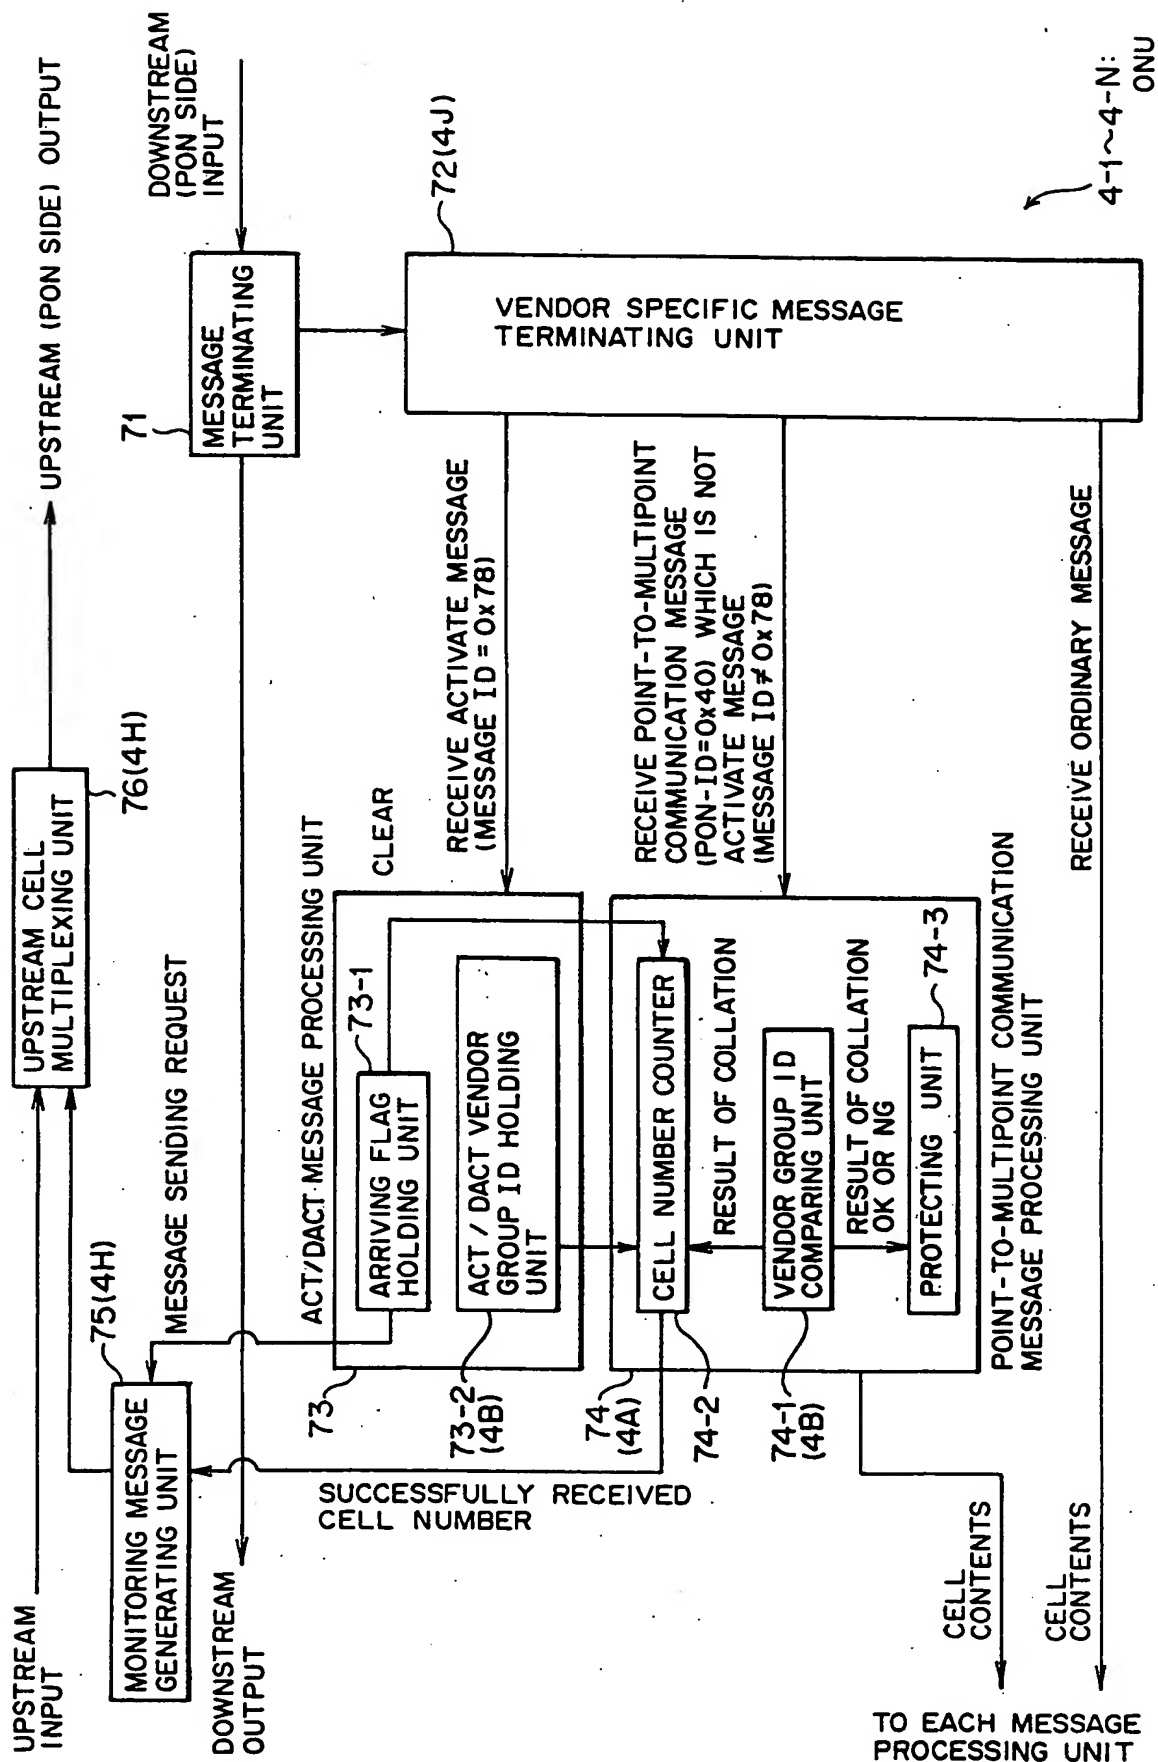 UPSTREAM
INPUT
UPSTREAM CELL
MULTIPLEXING UNIT
76(4H)
UPSTREAM (PON SIDE) OUTPUT
MONITORING MESSAGE
GENERATING UNIT
75(4H)
MESSAGE SENDING REQUEST
DOWNSTREAM
OUTPUT
71
MESSAGE
TERMINATING
UNIT
DOWNSTREAM
(PON SIDE)
INPUT
SUCCESSFULLY RECEIVED
CELL NUMBER
73
ACT/DACT MESSAGE PROCESSING UNIT
CLEAR
ARRIVING FLAG
HOLDING UNIT
73-1
73-2
(4B)
ACT / DACT VENDOR
GROUP ID HOLDING
UNIT
RECEIVE ACTIVATE MESSAGE
(MESSAGE ID = 0x78)
72(4J)
VENDOR SPECIFIC MESSAGE
TERMINATING UNIT
74
(4A)
74-2
CELL NUMBER COUNTER
RESULT OF COLLATION
74-1
(4B)
VENDOR GROUP ID
COMPARING UNIT
RESULT OF COLLATION
OK OR NG
PROTECTING UNIT
74-3
RECEIVE POINT-TO-MULTIPOINT
COMMUNICATION MESSAGE
(PON-ID=0x40) WHICH IS NOT
ACTIVATE MESSAGE
(MESSAGE ID≠0x78)
POINT-TO-MULTIPOINT COMMUNICATION
MESSAGE PROCESSING UNIT
CELL
CONTENTS
CELL
CONTENTS
RECEIVE ORDINARY MESSAGE
4-1~4-N:
ONU
TO EACH MESSAGE
PROCESSING UNIT